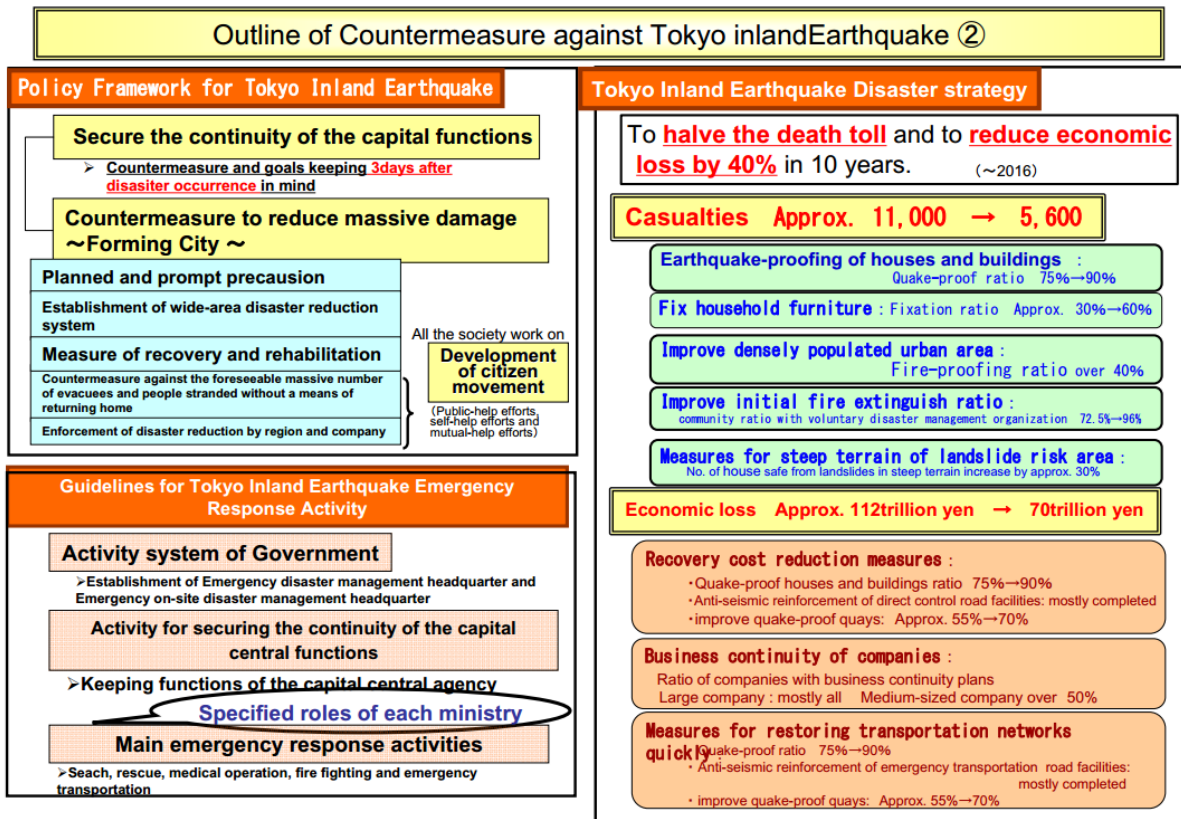 Outline of Countermeasure against Tokyo inlandEarthquake ②
Policy Framework for Tokyo Inland Earthquake
Secure the continuity of the capital functions
➢ Countermeasure and goals keeping 3days after
disaster occurrence in mind
Countermeasure to reduce massive damage
～Forming City ～
Planned and prompt precausion
Establishment of wide-area disaster reduction
system
Measure of recovery and rehabilitation
Countermeasure against the foreseeable massive number
of evacuees and people stranded without a means of
returning home
Enforcement of disaster reduction by region and company
All the society work on
Development
of citizen
movement
(Public-help efforts,
self-help efforts and
mutual-help efforts)
Guidelines for Tokyo Inland Earthquake Emergency
Response Activity
Activity system of Government
➢Establishment of Emergency disaster management headquarter and
Emergency on-site disaster management headquarter
Activity for securing the continuity of the capital
central functions
➢Keeping functions of the capital central agency
Specified roles of each ministry
Main emergency response activities
➢Seach, rescue, medical operation, fire fighting and emergency
transportation
Tokyo Inland Earthquake Disaster strategy
To halve the death toll and to reduce economic
loss by 40% in 10 years. (～2016)
Casualties Approx. 11,000 → 5,600
Earthquake-proofing of houses and buildings :
Quake-proof ratio 75%→90%
Fix household furniture : Fixation ratio Approx. 30%→60%
Improve densely populated urban area :
Fire-proofing ratio over 40%
Improve initial fire extinguish ratio :
community ratio with voluntary disaster management organization 72.5%→96%
Measures for steep terrain of landslide risk area :
No. of house safe from landslides in steep terrain increase by approx. 30%
Economic loss Approx. 112trillion yen → 70trillion yen
Recovery cost reduction measures :
・Quake-proof houses and buildings ratio 75%→90%
・Anti-seismic reinforcement of direct control road facilities: mostly completed
・improve quake-proof quays: Approx. 55%→70%
Business continuity of companies :
Ratio of companies with business continuity plans
Large company : mostly all Medium-sized company over 50%
Measures for restoring transportation networks
quickly :
・Quake-proof ratio 75%→90%
・Anti-seismic reinforcement of emergency transportation road facilities:
mostly completed
・improve quake-proof quays: Approx. 55%→70%